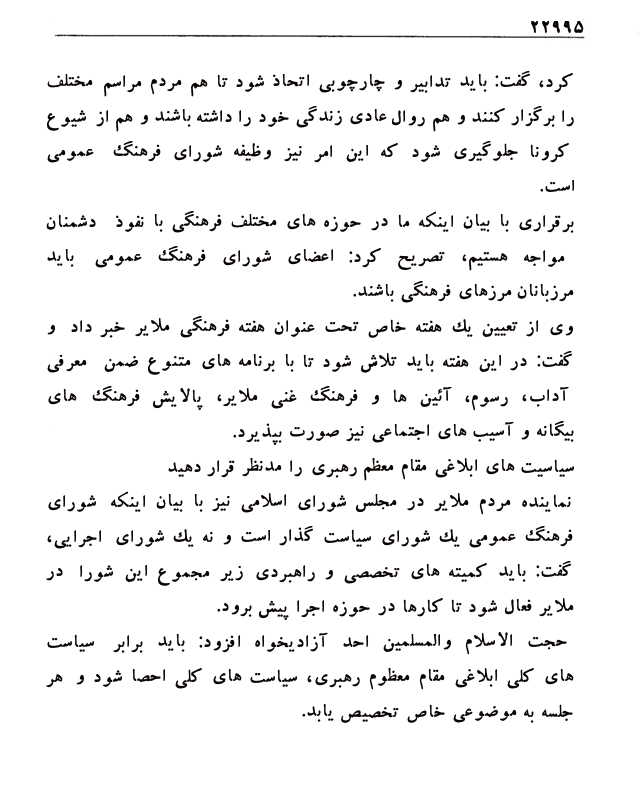 ۲۲۹۹۵
کرد، گفت: باید تدابیر و چارچوبی اتخاذ شود تا هم مردم مراسم مختلف
را برگزار کنند و هم روال عادی زندگی خود را داشته باشند و هم از شیوع
کرونا جلوگیری شود که این امر نیز وظیفه شورای فرهنگ عمومی
است.
برقراری با بیان اینکه ما در حوزه های مختلف فرهنگی با نفوذ دشمنان
مواجه هستیم، تصریح کرد: اعضای شورای فرهنگ عمومی باید
مرزبانان مرزهای فرهنگی باشند.
وی از تعیین یك هفته خاص تحت عنوان هفته فرهنگی ملایر خبر داد و
گفت: در این هفته باید تلاش شود تا با برنامه های متنوع ضمن معرفی
آداب، رسوم، آئین ها و فرهنگ غنی ملایر، پالایش فرهنگ های
بیگانه و آسیب های اجتماعی نیز صورت بپذیرد.
سیاسیت های ابلاغی مقام معظم رهبری را مدنظر قرار دهید
نماینده مردم ملایر در مجلس شورای اسلامی نیز با بیان اینکه شورای
فرهنگ عمومی یك شورای سیاست گذار است و نه یك شورای اجرایی،
گفت: باید کمیته های تخصصی و راهبردی زیر مجموع این شورا در
ملایر فعال شود تا کارها در حوزه اجرا پیش برود.
حجت الاسلام والمسلمین احد آزادیخواه افزود: باید برابر سیاست
های کلی ابلاغی مقام معظوم رهبری، سیاست های کلی احصا شود و هر
جلسه به موضوعی خاص تخصیص یابد.